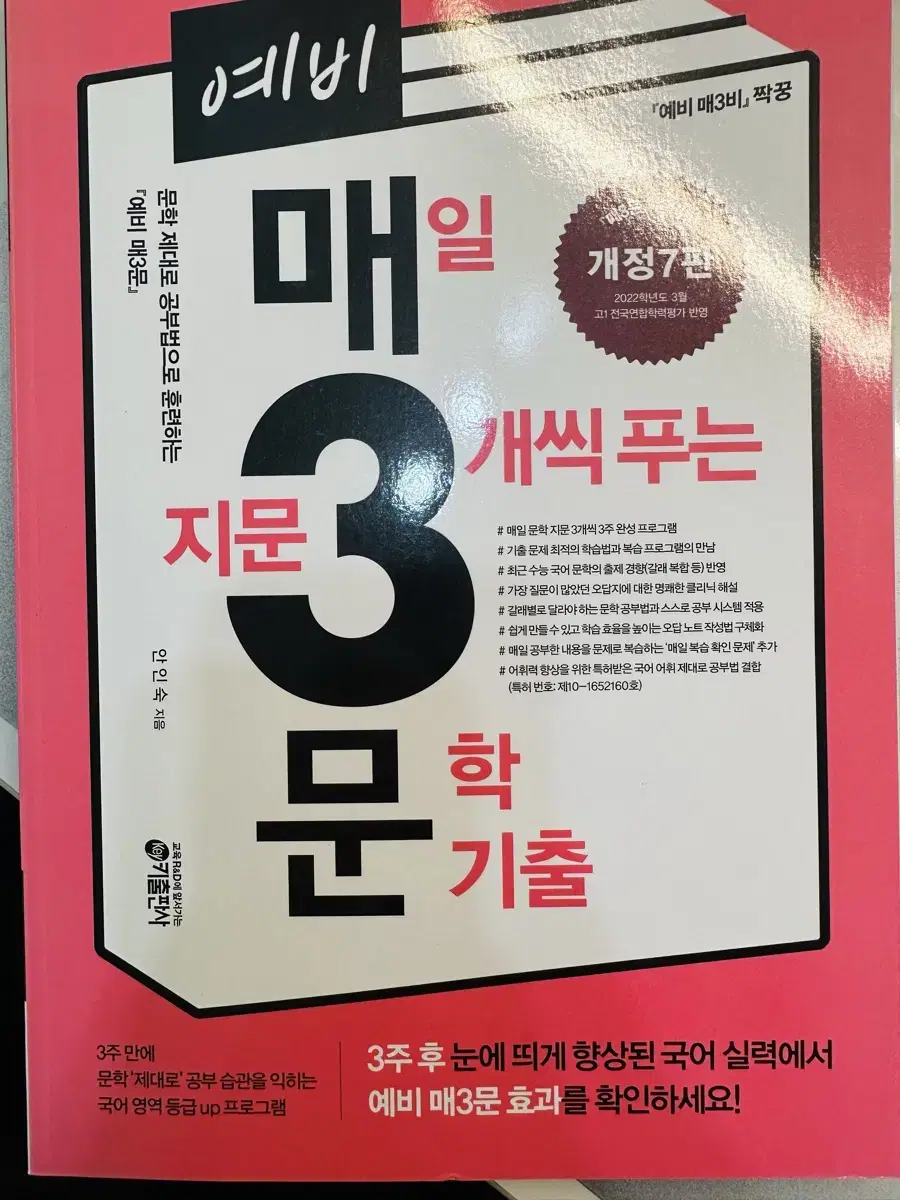 예비
『예비 매3비』 짝꿍
문학 제대로 공부법으로 훈련하는
『예비 매3문』
매일
지문 3개씩 푸는
문학
기출
개정7판
2022학년도 3월
고1 전국연합학력평가 반영
# 매일 문학 지문 3개씩 3주 완성 프로그램
# 기출 문제 최적의 학습법과 복습 프로그램의 만남
# 최근 수능 국어 문학의 출제 경향(갈래 복합 등) 반영
# 가장 질문이 많았던 오답지에 대한 명쾌한 클리닉 해설
# 갈래별로 달라야 하는 문학 공부법과 스스로 공부 시스템 적용
# 쉽게 만들 수 있고 학습 효율을 높이는 오답 노트 작성법 구체화
# 매일 공부한 내용을 문제로 복습하는 '매일 복습 확인 문제' 추가
# 어휘력 향상을 위한 특허받은 국어 어휘 제대로 공부법 결합
(특허 번호: 제10-1652160호)
안인숙 지음
교육 R&D에 앞서가는
Key 키출판사
3주 만에
문학 '제대로' 공부 습관을 익히는
국어 영역 등급 up 프로그램
3주 후 눈에 띄게 향상된 국어 실력에서
예비 매3문 효과를 확인하세요!